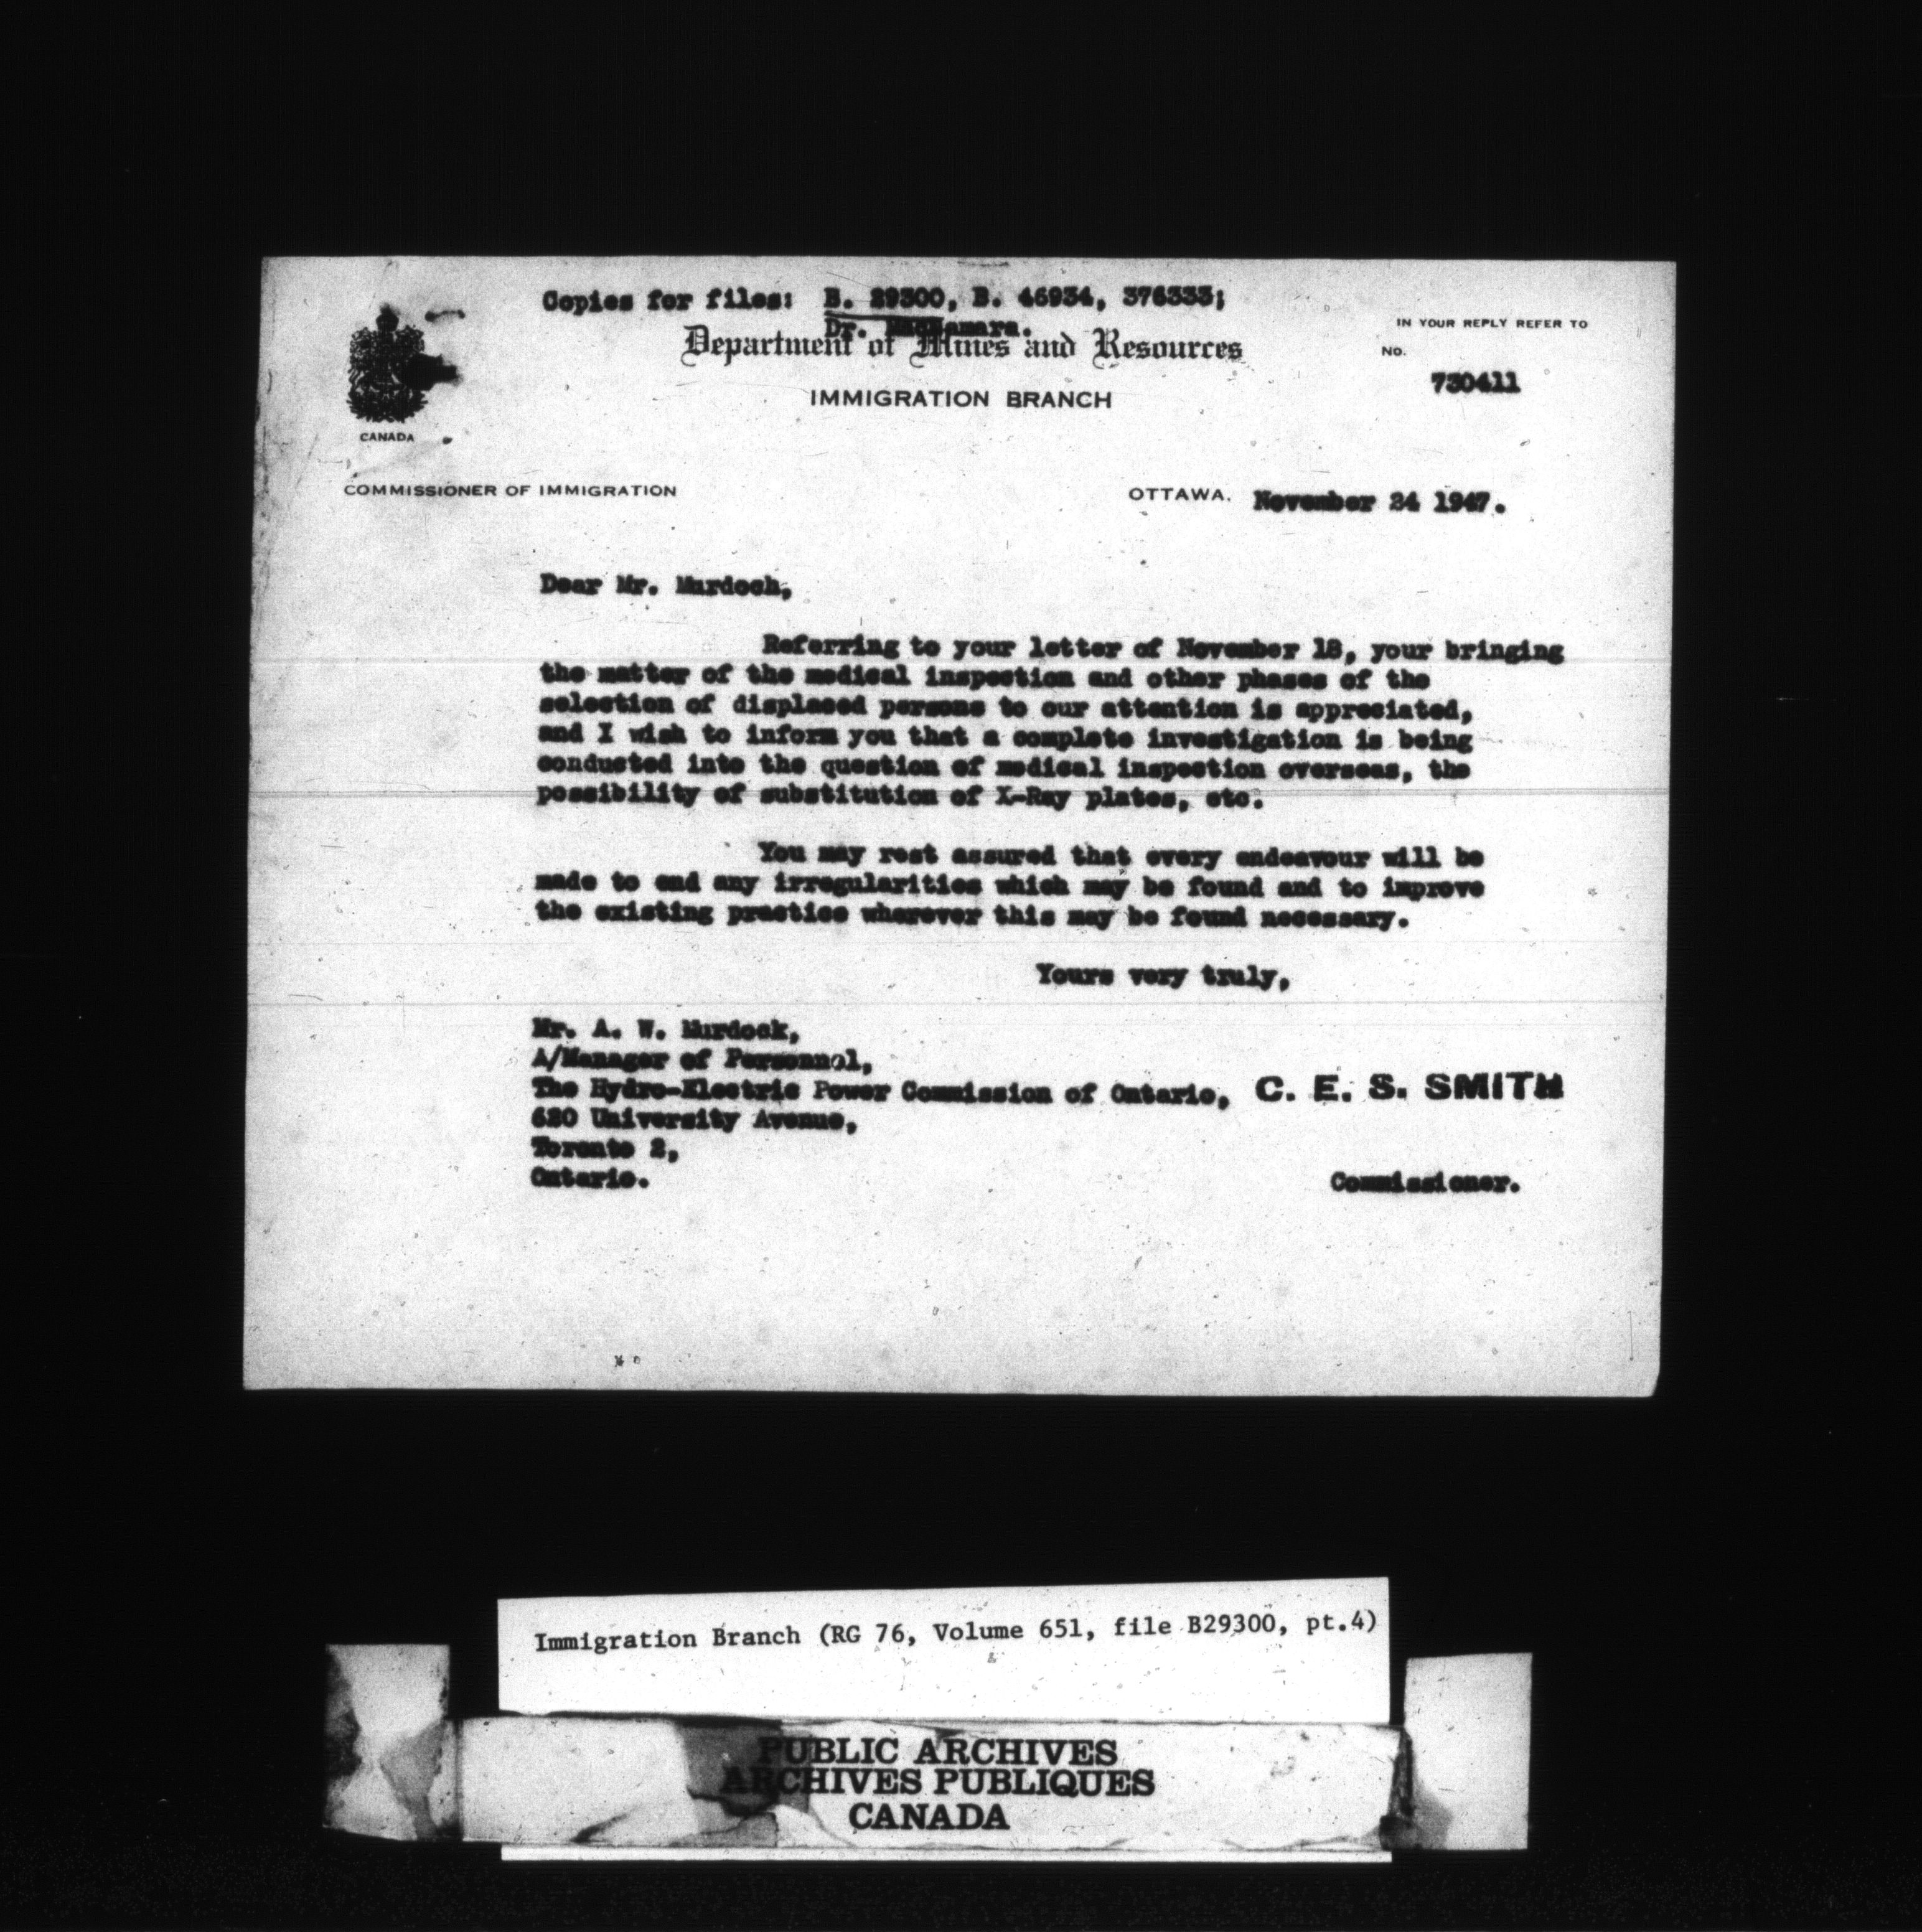 Copies for files: B. 29300, B. 46934, 376333;
Dr. MacNamara.
Department of Mines and Resources
IMMIGRATION BRANCH
IN YOUR REPLY REFER TO
No.
730411
CANADA
COMMISSIONER OF IMMIGRATION
OTTAWA, November 24 1947.
Dear Mr. Murdoch,
Referring to your letter of November 18, your bringing
the matter of the medical inspection and other phases of the
selection of displaced persons to our attention is appreciated,
and I wish to inform you that a complete investigation is being
conducted into the question of medical inspection overseas, the
possibility of substitution of X-Ray plates, etc.
You may rest assured that every endeavour will be
made to end any irregularities which may be found and to improve
the existing practice wherever this may be found necessary.
Yours very truly,
Mr. A. W. Murdock,
A/Manager of Personnel,
The Hydro-Electric Power Commission of Ontario,
620 University Avenue,
Toronto 2,
Ontario.
C. E. S. SMITH
Commissioner.
Immigration Branch (RG 76, Volume 651, file B29300, pt.4)
PUBLIC ARCHIVES
ARCHIVES PUBLIQUES
CANADA